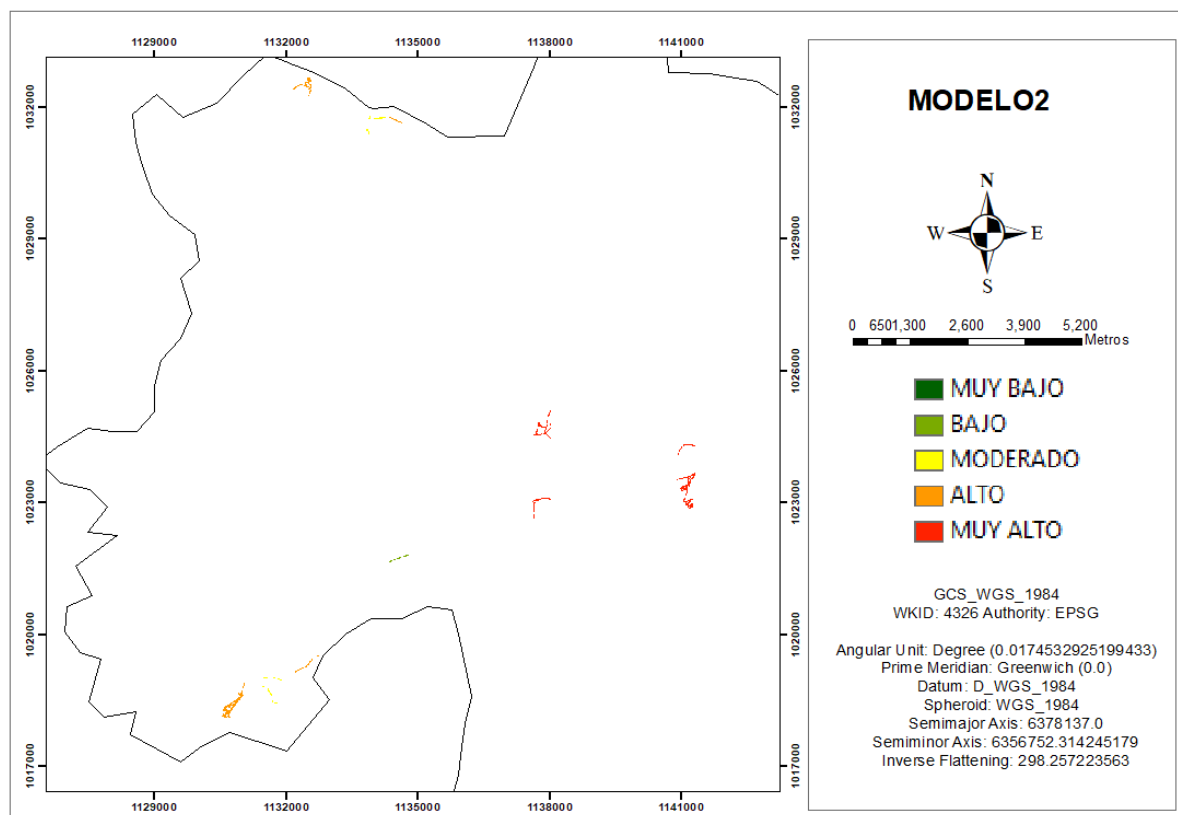 1129000 1132000 1135000 1138000 1141000
1032000 1032000
1029000 1029000
1026000 1026000
1023000 1023000
1020000 1020000
1017000 1017000
1129000 1132000 1135000 1138000 1141000
MODELO2
N
W E
S
0 650 1,300 2,600 3,900 5,200
Metros
MUY BAJO
BAJO
MODERADO
ALTO
MUY ALTO
GCS_WGS_1984
WKID: 4326 Authority: EPSG
Angular Unit: Degree (0.0174532925199433)
Prime Meridian: Greenwich (0.0)
Datum: D_WGS_1984
Spheroid: WGS_1984
Semimajor Axis: 6378137.0
Semiminor Axis: 6356752.314245179
Inverse Flattening: 298.257223563